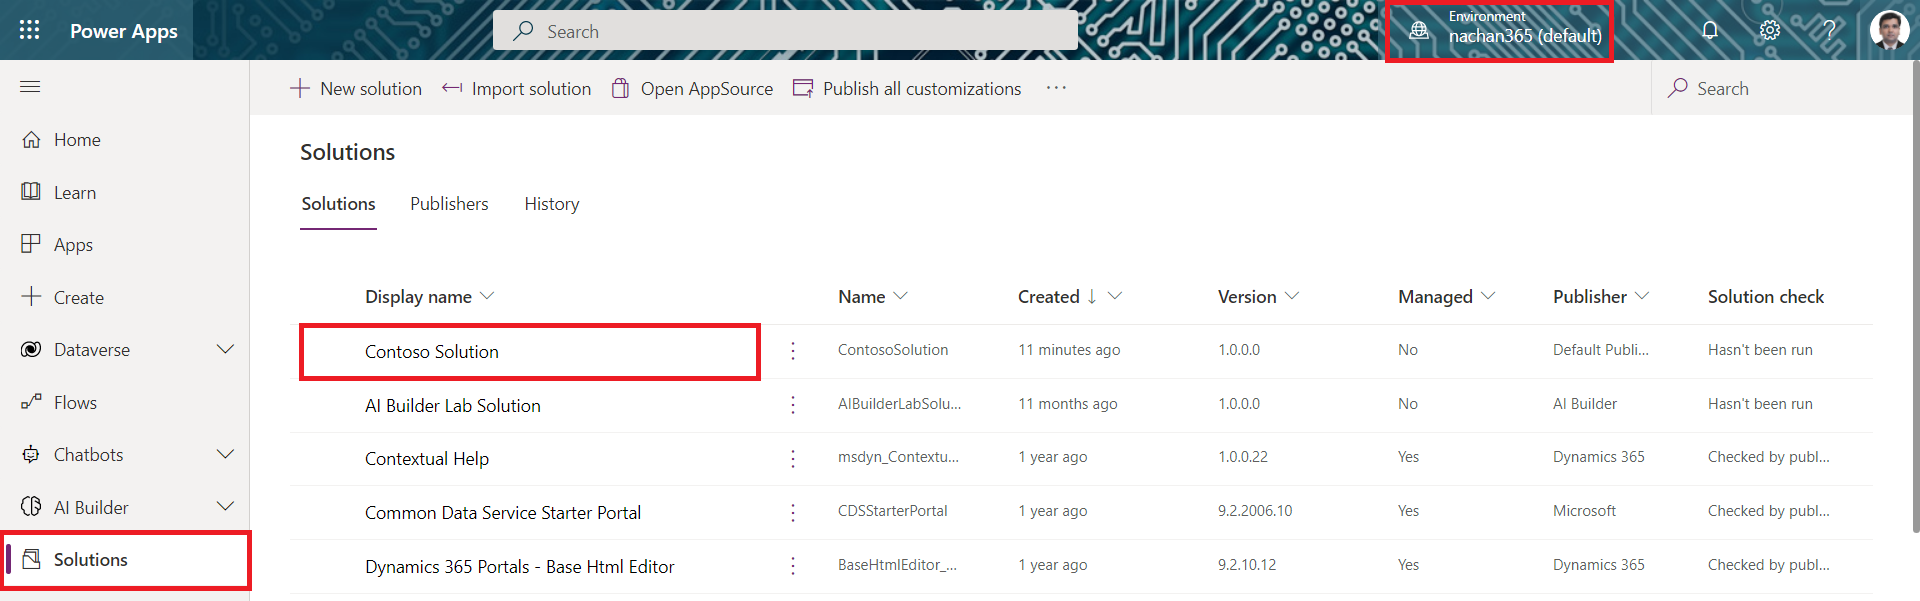 Power Apps
Search
Environment
nachan365 (default)
New solution
Import solution
Open AppSource
Publish all customizations
...
Search
Home
Learn
Apps
Create
Dataverse
Flows
Chatbots
AI Builder
Solutions
Solutions
Solutions Publishers History
Display name Name Created Version Managed Publisher Solution check
Contoso Solution ContosoSolution 11 minutes ago 1.0.0.0 No Default Publi... Hasn't been run
AI Builder Lab Solution AIBuilderLabSolu... 11 months ago 1.0.0.0 No AI Builder Hasn't been run
Contextual Help msdyn_Contextu... 1 year ago 1.0.0.22 Yes Dynamics 365 Checked by publ...
Common Data Service Starter Portal CDSStarterPortal 1 year ago 9.2.2006.10 Yes Microsoft Checked by publ...
Dynamics 365 Portals - Base Html Editor BaseHtmlEditor_... 1 year ago 9.2.10.12 Yes Dynamics 365 Checked by publ...